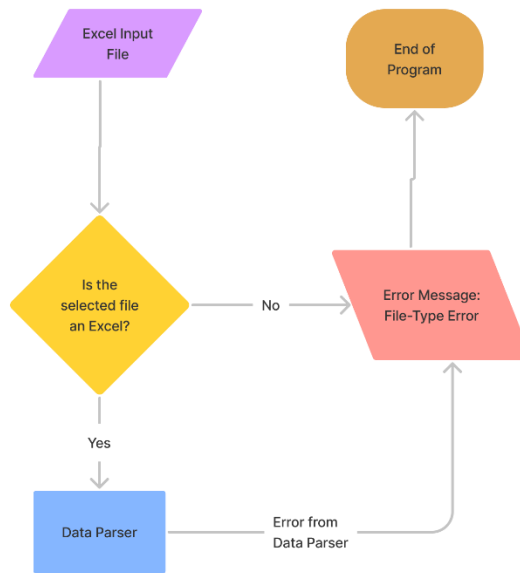 Excel Input
File
End of
Program
Is the
selected file
an Excel?
No
Error Message:
File-Type Error
Yes
Data Parser
Error from
Data Parser